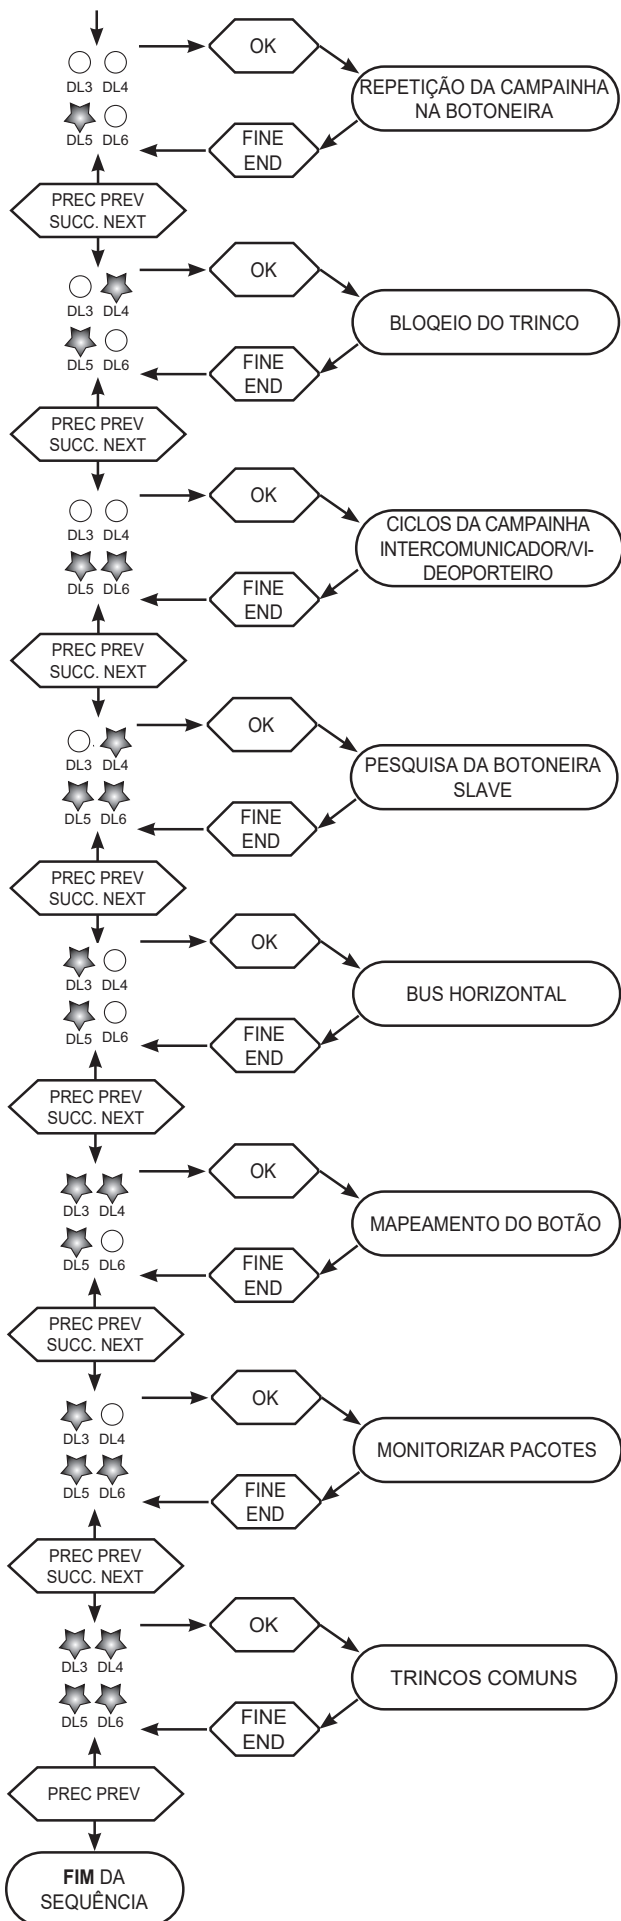 OK
DL3 DL4
REPETIÇÃO DA CAMPAINHA
NA BOTONEIRA
DL5 DL6
FINE
END
PREC PREV
SUCC. NEXT
OK
DL3 DL4
BLOQEIO DO TRINCO
DL5 DL6
FINE
END
PREC PREV
SUCC. NEXT
OK
DL3 DL4
CICLOS DA CAMPAINHA
INTERCOMUNICADOR/VI-
DEOPORTEIRO
DL5 DL6
FINE
END
PREC PREV
SUCC. NEXT
OK
DL3 DL4
PESQUISA DA BOTONEIRA
SLAVE
DL5 DL6
FINE
END
PREC PREV
SUCC. NEXT
OK
DL3 DL4
BUS HORIZONTAL
DL5 DL6
FINE
END
PREC PREV
SUCC. NEXT
OK
DL3 DL4
MAPEAMENTO DO BOTÃO
DL5 DL6
FINE
END
PREC PREV
SUCC. NEXT
OK
DL3 DL4
MONITORIZAR PACOTES
DL5 DL6
FINE
END
PREC PREV
SUCC. NEXT
OK
DL3 DL4
TRINCOS COMUNS
DL5 DL6
FINE
END
PREC PREV
FIM DA
SEQUÊNCIA